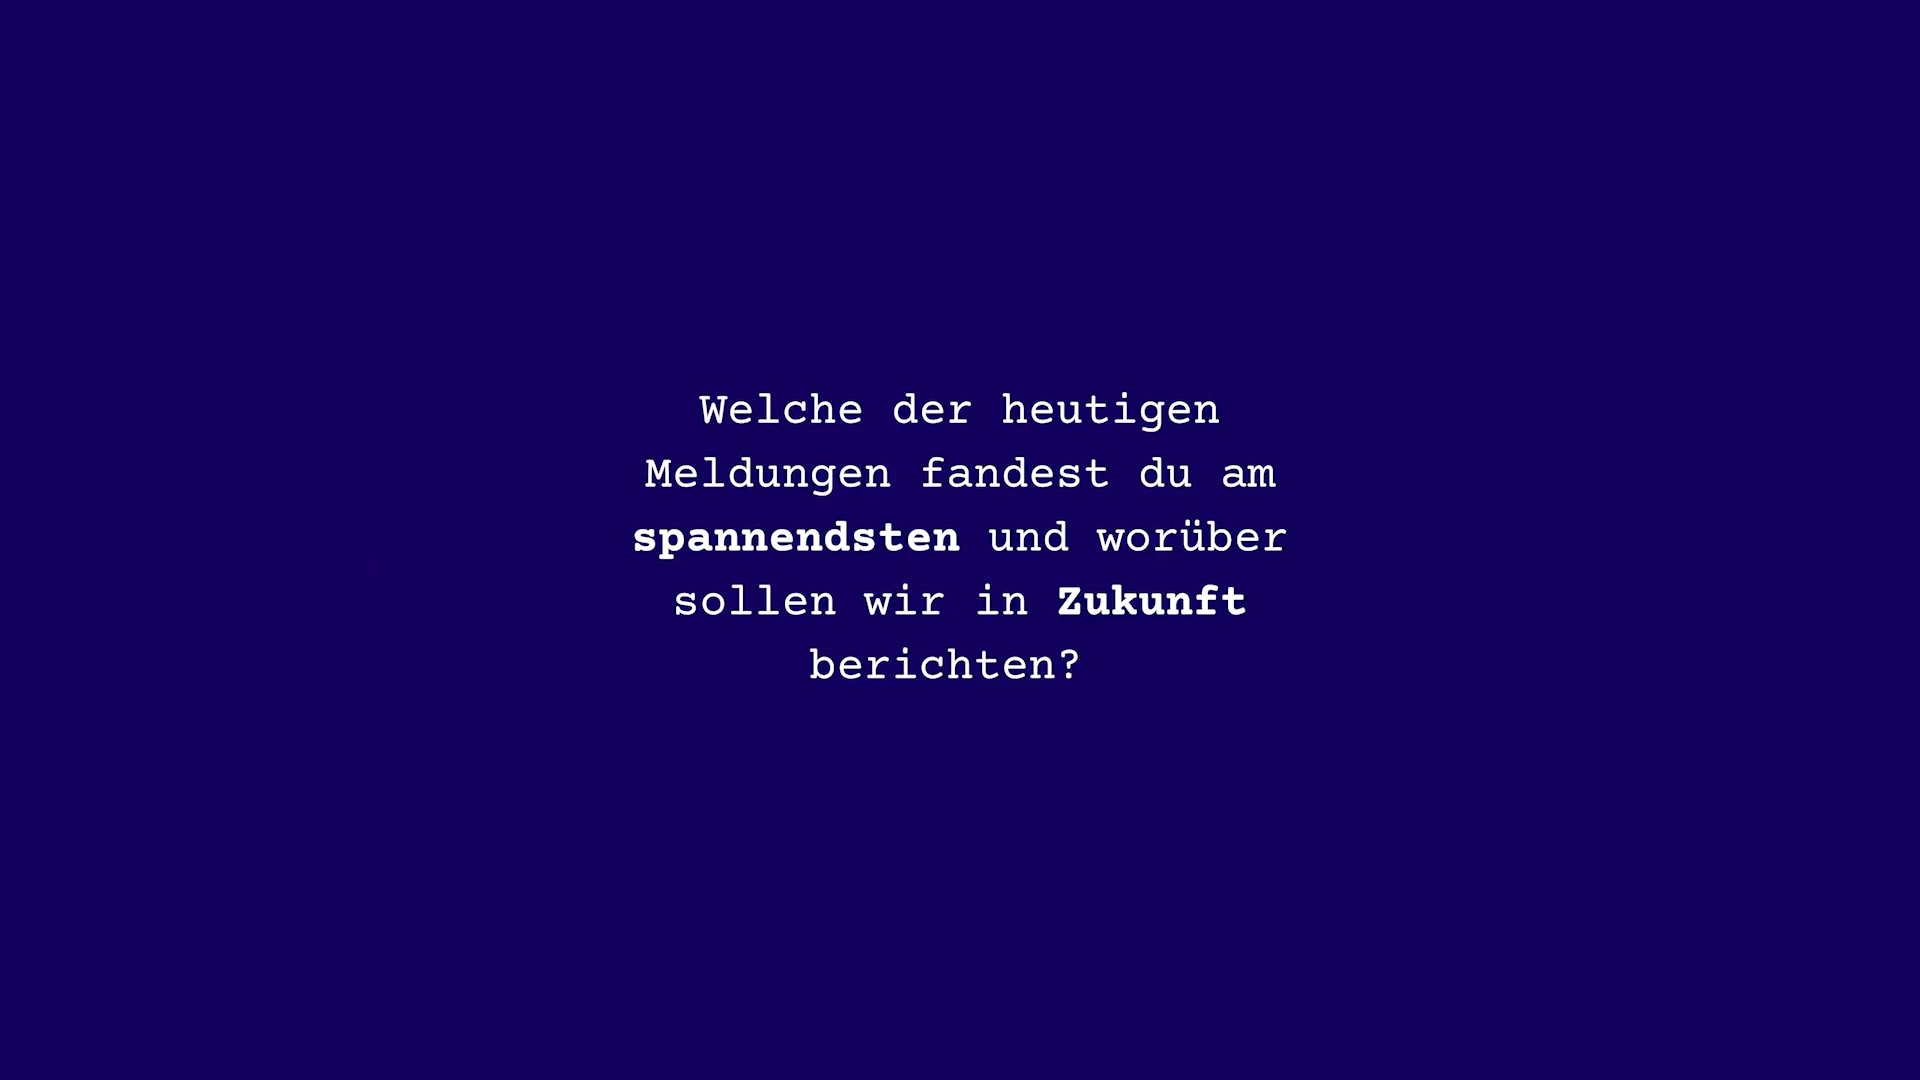 Welche der heutigen
Meldungen fandest du am
spannendsten und worüber
sollen wir in Zukunft
berichten?